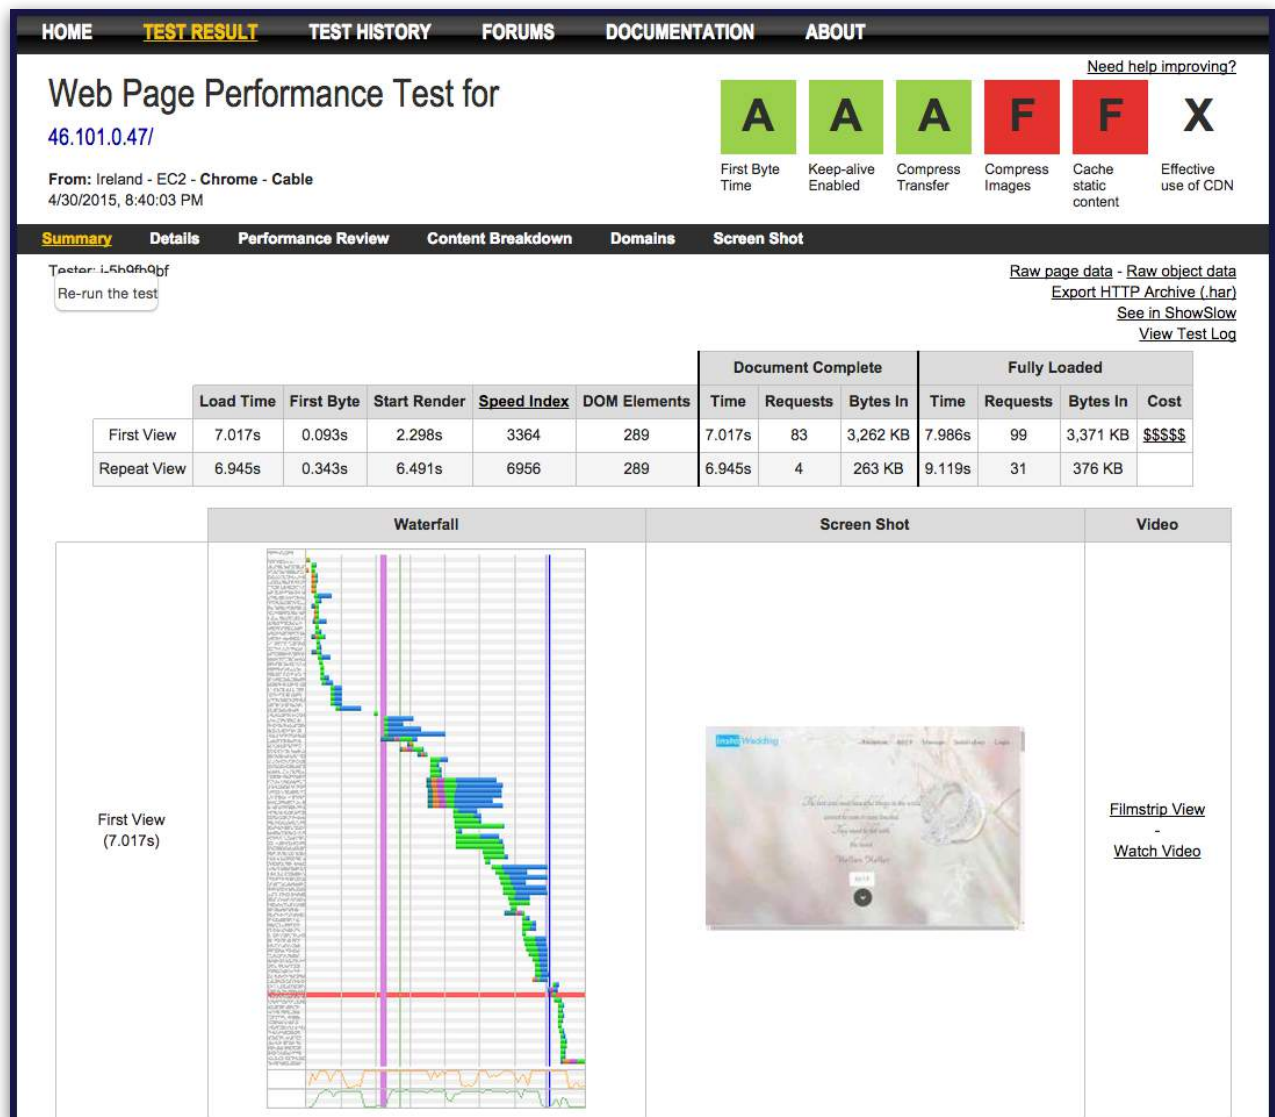 HOME TEST RESULT TEST HISTORY FORUMS DOCUMENTATION ABOUT
Need help improving?
Web Page Performance Test for
46.101.0.47/
From: Ireland - EC2 - Chrome - Cable
4/30/2015, 8:40:03 PM
A A A F F X
First Byte Time
Keep-alive Enabled
Compress Transfer
Compress Images
Cache static content
Effective use of CDN
Summary Details Performance Review Content Breakdown Domains Screen Shot
Tester: i-5b9fb9bf
Re-run the test
Raw page data - Raw object data
Export HTTP Archive (.har)
See in ShowSlow
View Test Log
Document Complete Fully Loaded
Load Time First Byte Start Render Speed Index DOM Elements Time Requests Bytes In Time Requests Bytes In Cost
First View 7.017s 0.093s 2.298s 3364 289 7.017s 83 3,262 KB 7.986s 99 3,371 KB $$$$$
Repeat View 6.945s 0.343s 6.491s 6956 289 6.945s 4 263 KB 9.119s 31 376 KB
Waterfall Screen Shot Video
First View
(7.017s)
Wedding
Filmstrip View
-
Watch Video